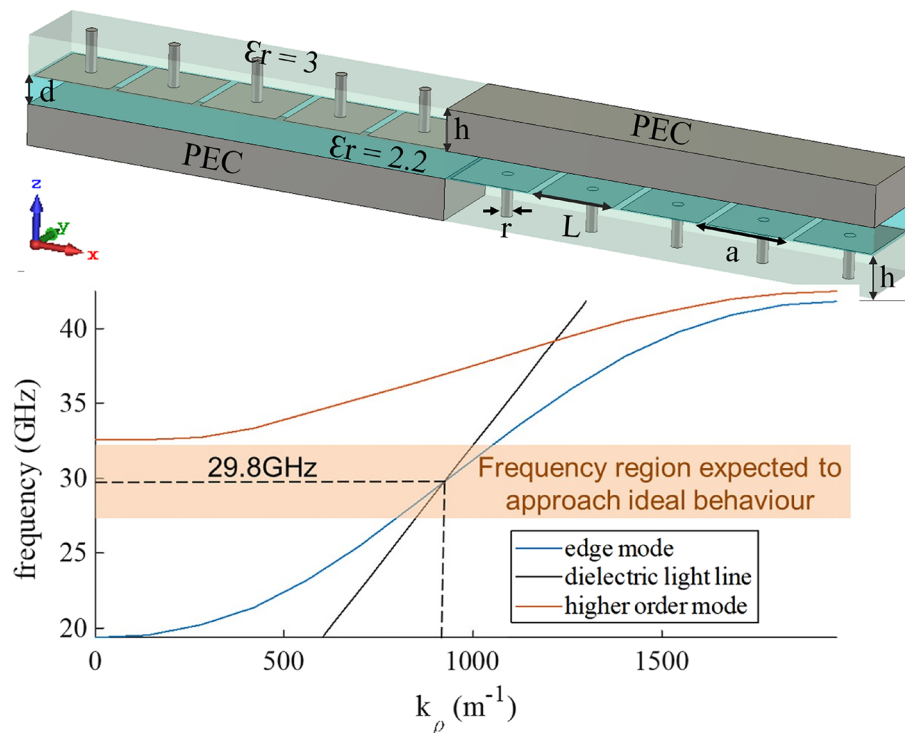 εr = 3
d
h
PEC
PEC
εr = 2.2
z
y
x
r
L
a
h
40
35
30
25
20
frequency (GHz)
29.8GHz
Frequency region expected to
approach ideal behaviour
edge mode
dielectric light line
higher order mode
0
500
1000
1500
kρ (m⁻¹)